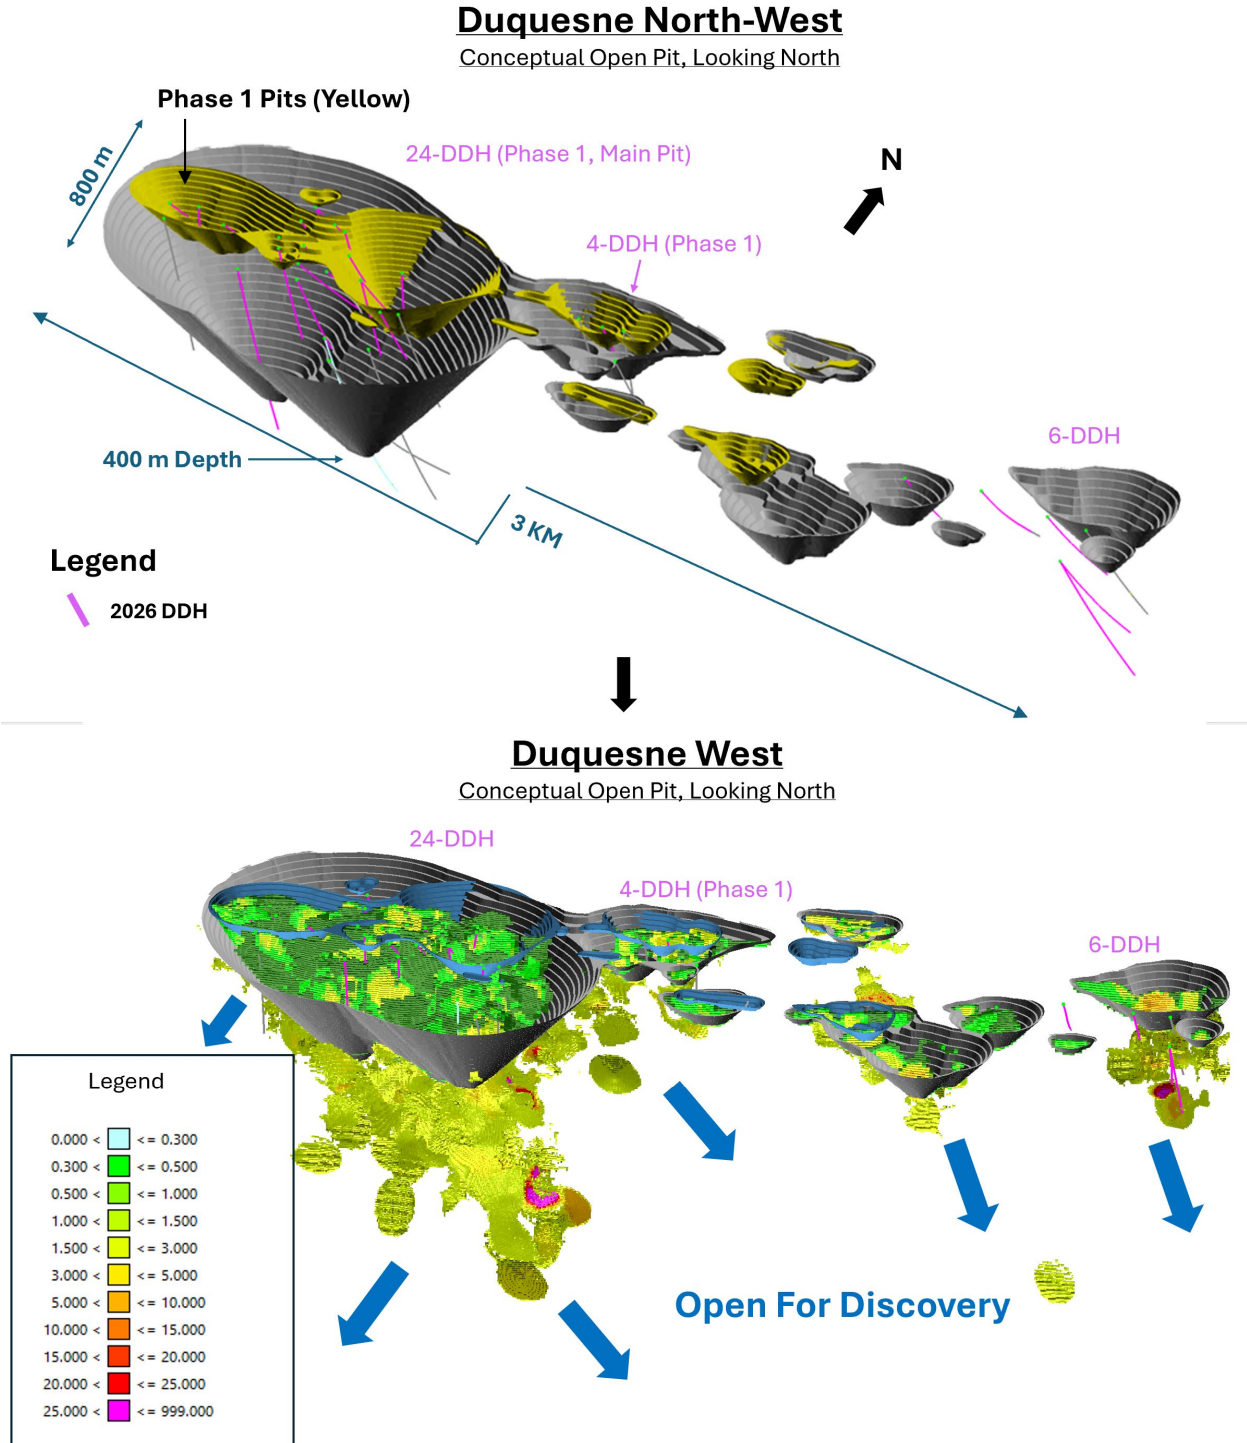 Duquesne North-West
Conceptual Open Pit, Looking North
Phase 1 Pits (Yellow)
800 m
24-DDH (Phase 1, Main Pit)
N
4-DDH (Phase 1)
6-DDH
400 m Depth
3 KM
Legend
2026 DDH
Duquesne West
Conceptual Open Pit, Looking North
24-DDH
4-DDH (Phase 1)
6-DDH
Legend
0.000 < <= 0.300
0.300 < <= 0.500
0.500 < <= 1.000
1.000 < <= 1.500
1.500 < <= 3.000
3.000 < <= 5.000
5.000 < <= 10.000
10.000 < <= 15.000
15.000 < <= 20.000
20.000 < <= 25.000
25.000 < <= 999.000
Open For Discovery